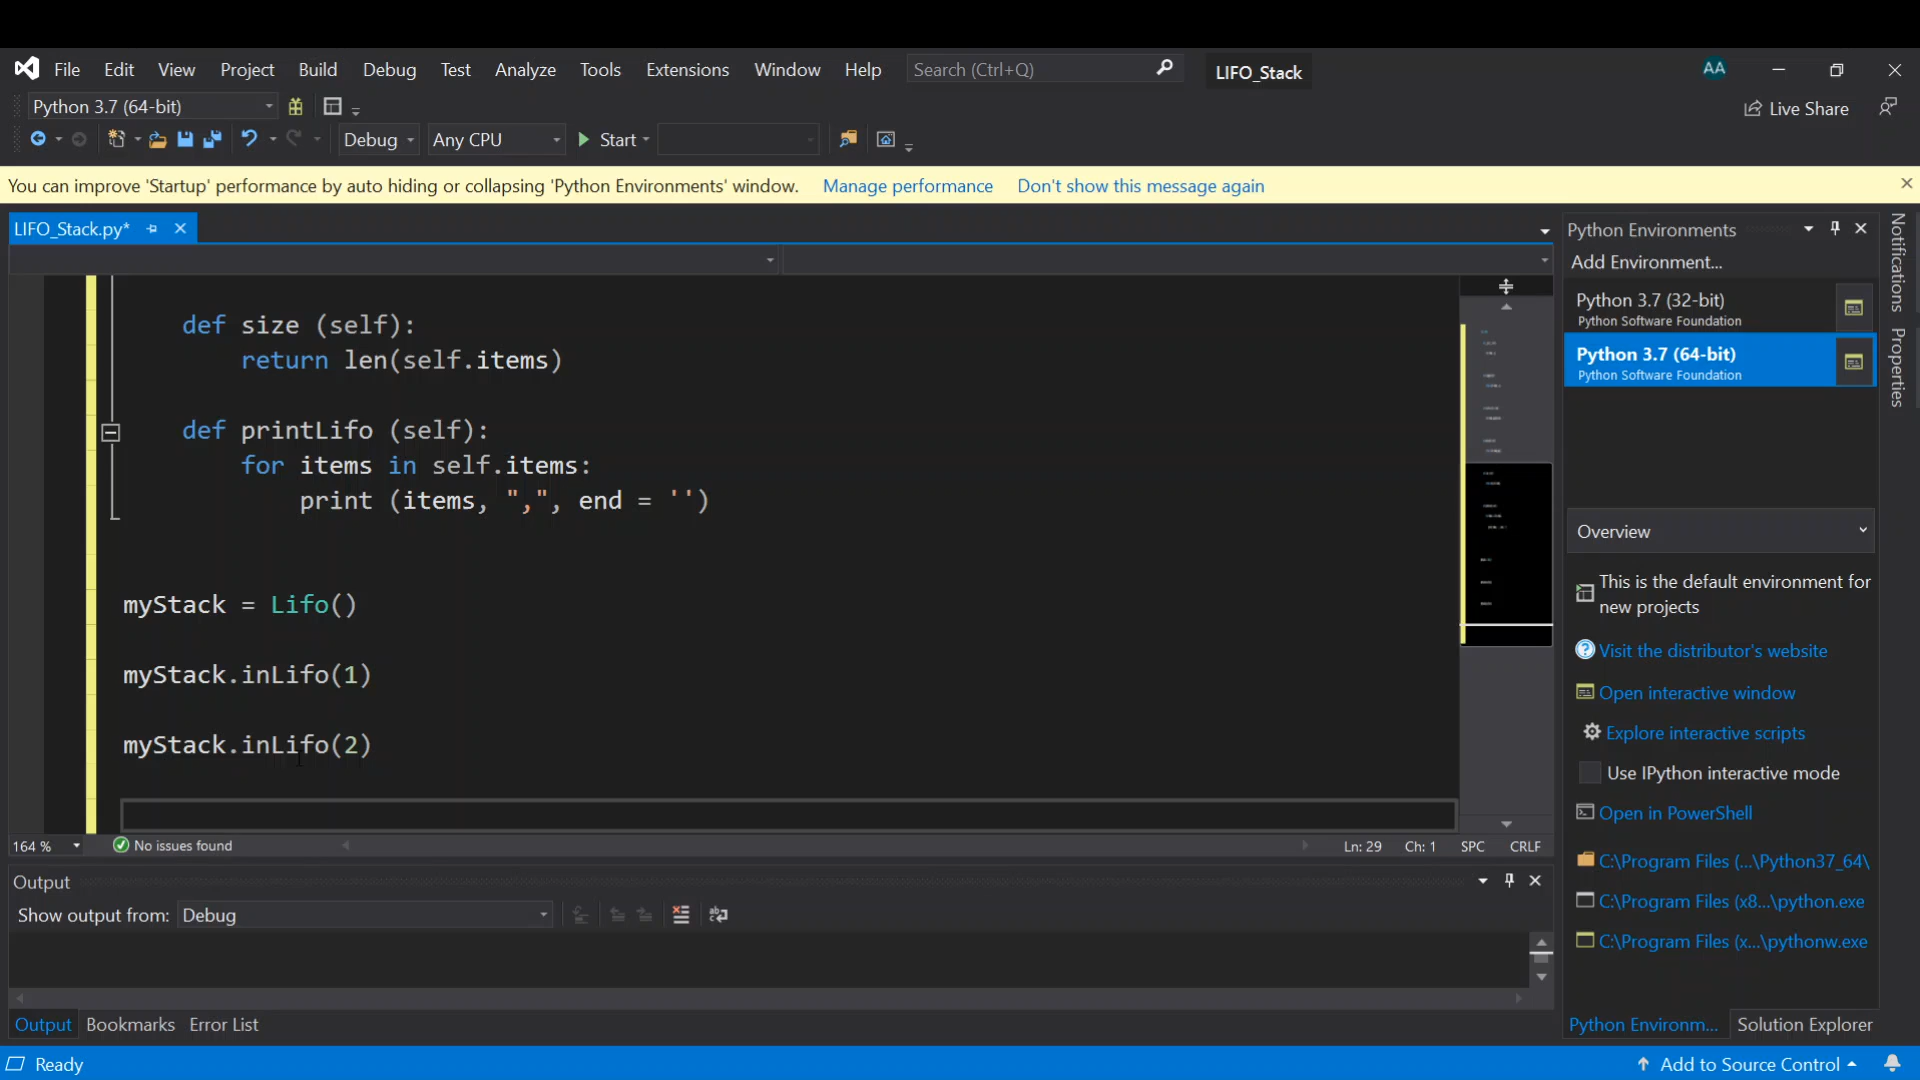 File Edit View Project Build Debug Test Analyze Tools Extensions Window Help Search (Ctrl+Q) LIFO_Stack AA
Python 3.7 (64-bit) Live Share
Debug Any CPU Start
You can improve 'Startup' performance by auto hiding or collapsing 'Python Environments' window. Manage performance Don't show this message again
LIFO_Stack.py*
def size (self):
return len(self.items)
def printLifo (self):
for items in self.items:
print (items, ",", end = '')
myStack = Lifo()
myStack.inLifo(1)
myStack.inLifo(2)
164 % No issues found Ln: 29 Ch: 1 SPC CRLF
Output
Show output from: Debug
Output Bookmarks Error List
Python Environments
Add Environment...
Python 3.7 (32-bit)
Python Software Foundation
Python 3.7 (64-bit)
Python Software Foundation
Overview
This is the default environment for
new projects
Visit the distributor's website
Open interactive window
Explore interactive scripts
Use IPython interactive mode
Open in PowerShell
C:\Program Files (...\Python37_64\
C:\Program Files (x8...\python.exe
C:\Program Files (x...\pythonw.exe
Python Environm... Solution Explorer
Notifications
Properties
Ready Add to Source Control